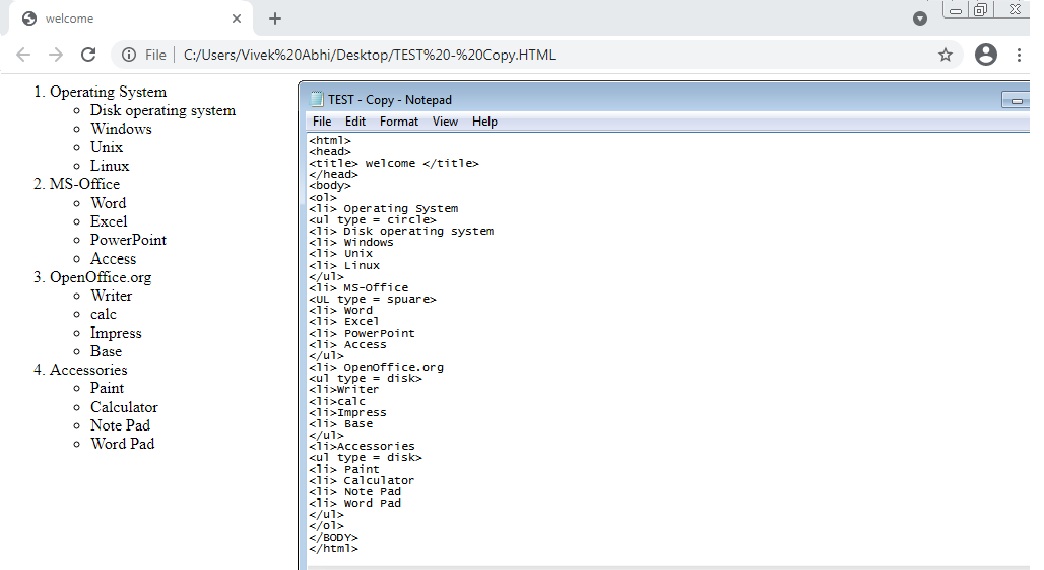 welcome
File C:/Users/Vivek%20Abhi/Desktop/TEST%20-%20Copy.HTML
1. Operating System
Disk operating system
Windows
Unix
Linux
2. MS-Office
Word
Excel
PowerPoint
Access
3. OpenOffice.org
Writer
calc
Impress
Base
4. Accessories
Paint
Calculator
Note Pad
Word Pad
TEST - Copy - Notepad
File Edit Format View Help
<html>
<head>
<title> welcome </title>
</head>
<body>
<ol>
<li> Operating System
<ul type = circle>
<li> Disk operating system
<li> Windows
<li> Unix
<li> Linux
</ul>
<li> MS-Office
<UL type = spuare>
<li> Word
<li> Excel
<li> PowerPoint
<li> Access
</ul>
<li> OpenOffice.org
<ul type = disk>
<li>Writer
<li>calc
<li>Impress
<li> Base
</ul>
<li>Accessories
<ul type = disk>
<li> Paint
<li> Calculator
<li> Note Pad
<li> Word Pad
</ul>
</ol>
</BODY>
</html>